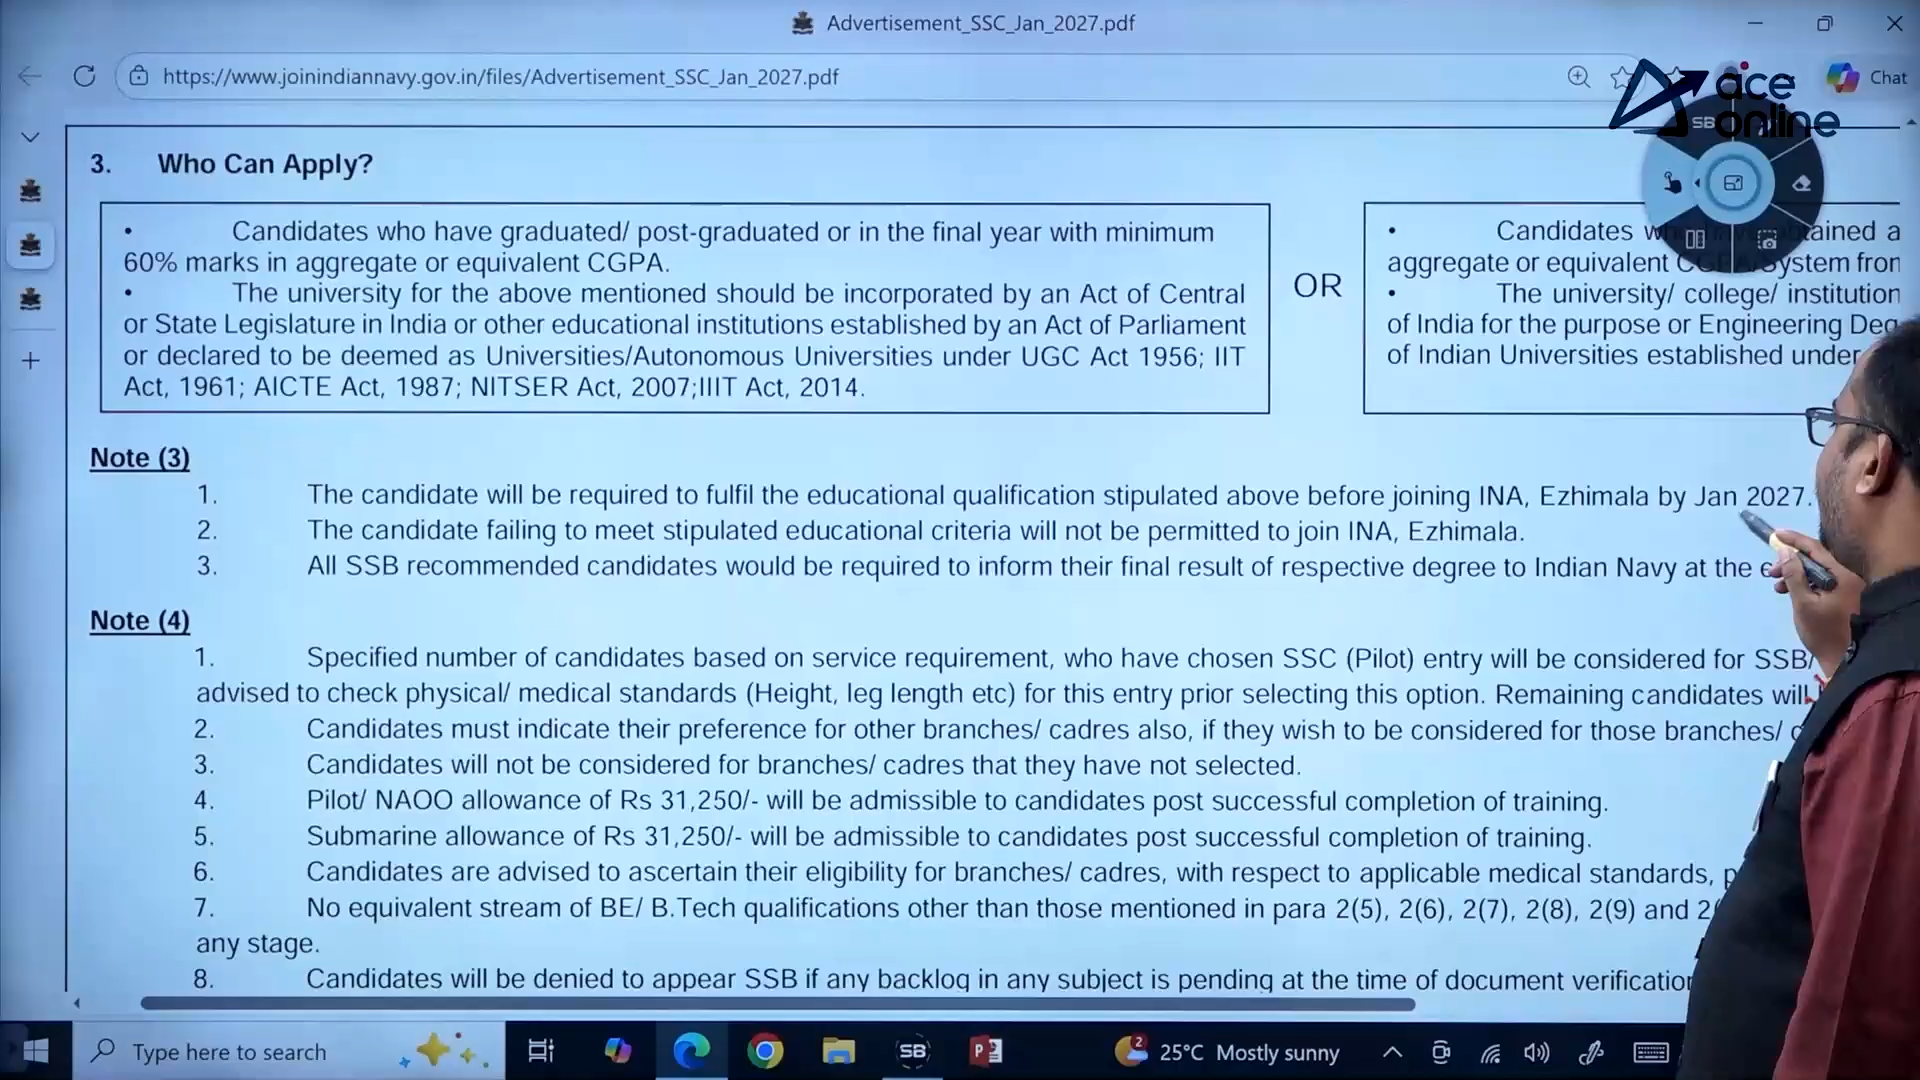 Advertisement_SSC_Jan_2027.pdf
https://www.joinindiannavy.gov.in/files/Advertisement_SSC_Jan_2027.pdf
Chat
ace
online
SB
3. Who Can Apply?
• Candidates who have graduated/ post-graduated or in the final year with minimum
60% marks in aggregate or equivalent CGPA.
• The university for the above mentioned should be incorporated by an Act of Central
or State Legislature in India or other educational institutions established by an Act of Parliament
or declared to be deemed as Universities/Autonomous Universities under UGC Act 1956; IIT
Act, 1961; AICTE Act, 1987; NITSER Act, 2007;IIIT Act, 2014.
OR
• Candidates
aggregate or equivalent CGPA System
• The university/ college/ institution
of India for the purpose or Engineering
of Indian Universities established under
Note (3)
1. The candidate will be required to fulfil the educational qualification stipulated above before joining INA, Ezhimala by Jan 2027.
2. The candidate failing to meet stipulated educational criteria will not be permitted to join INA, Ezhimala.
3. All SSB recommended candidates would be required to inform their final result of respective degree to Indian Navy at the
Note (4)
1. Specified number of candidates based on service requirement, who have chosen SSC (Pilot) entry will be considered for SSB/
advised to check physical/ medical standards (Height, leg length etc) for this entry prior selecting this option. Remaining candidates will
2. Candidates must indicate their preference for other branches/ cadres also, if they wish to be considered for those branches/
3. Candidates will not be considered for branches/ cadres that they have not selected.
4. Pilot/ NAOO allowance of Rs 31,250/- will be admissible to candidates post successful completion of training.
5. Submarine allowance of Rs 31,250/- will be admissible to candidates post successful completion of training.
6. Candidates are advised to ascertain their eligibility for branches/ cadres, with respect to applicable medical standards,
7. No equivalent stream of BE/ B.Tech qualifications other than those mentioned in para 2(5), 2(6), 2(7), 2(8), 2(9) and
any stage.
8. Candidates will be denied to appear SSB if any backlog in any subject is pending at the time of document verification
Type here to search
SB
P
2
25°C Mostly sunny